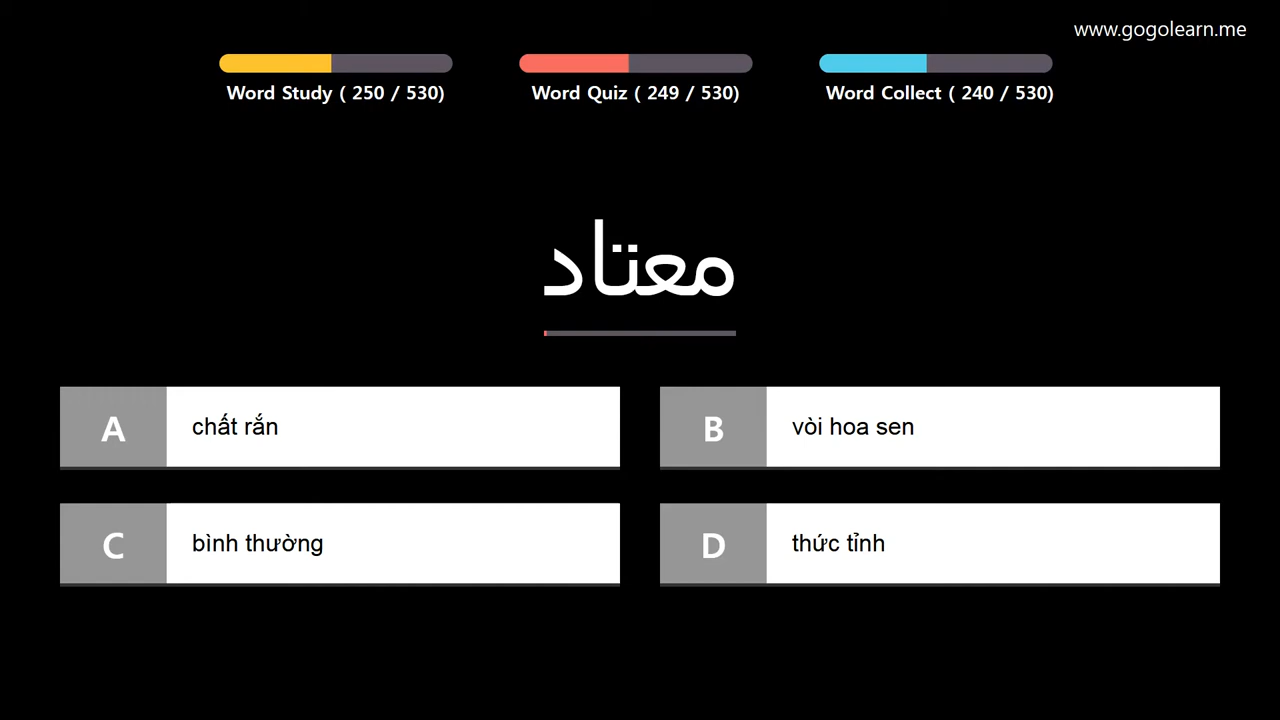 www.gogolearn.me
Word Study ( 250 / 530)
Word Quiz ( 249 / 530)
Word Collect ( 240 / 530)
معتاد
A chất rắn
B vòi hoa sen
C bình thường
D thức tỉnh